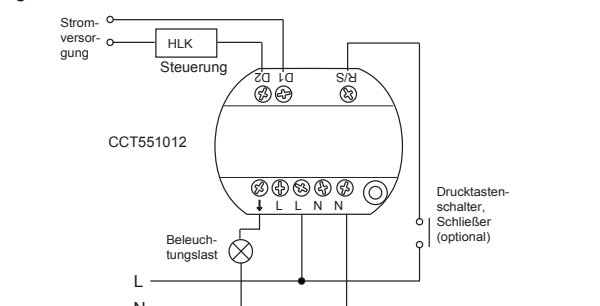 Strom-
versor-
gung
HLK
Steuerung
D2 D1 R/S
CCT551012
L L N N
Drucktasten-
schalter,
Schließer
(optional)
Beleuch-
tungslast
L
N